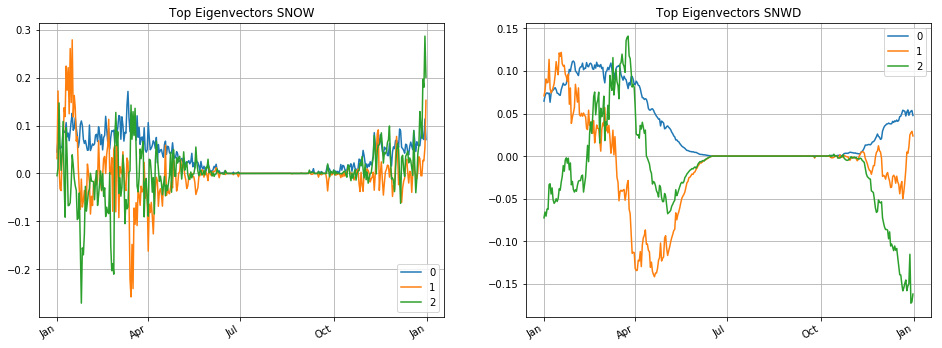 Top Eigenvectors SNOW
0.3
0.2
0.1
0.0
−0.1
−0.2
0
1
2
Jan
Apr
Jul
Oct
Jan
Top Eigenvectors SNWD
0.15
0.10
0.05
0.00
−0.05
−0.10
−0.15
0
1
2
Jan
Apr
Jul
Oct
Jan